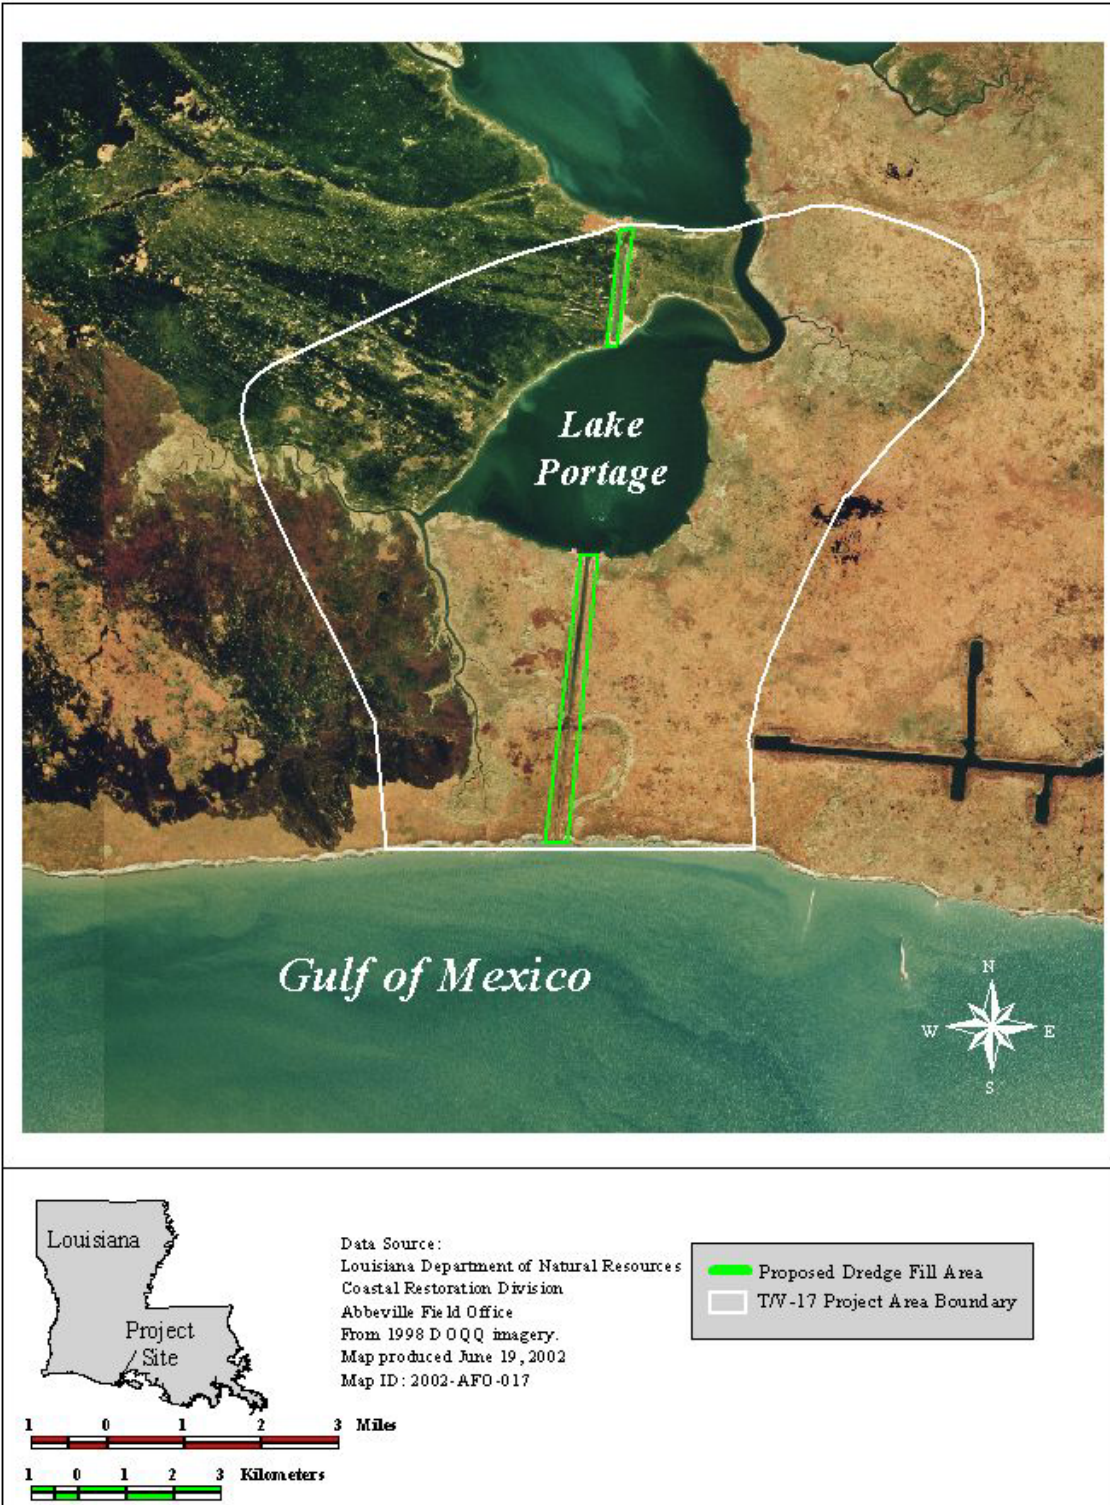 Lake
Portage
Gulf of Mexico
N
W
E
S
Louisiana
Project
Site
Data Source:
Louisiana Department of Natural Resources
Coastal Restoration Division
Abbeville Field Office
From 1998 DOQQ imagery.
Map produced June 19, 2002
Map ID: 2002-AFO-017
Proposed Dredge Fill Area
T/V-17 Project Area Boundary
1 0 1 2 3 Miles
1 0 1 2 3 Kilometers